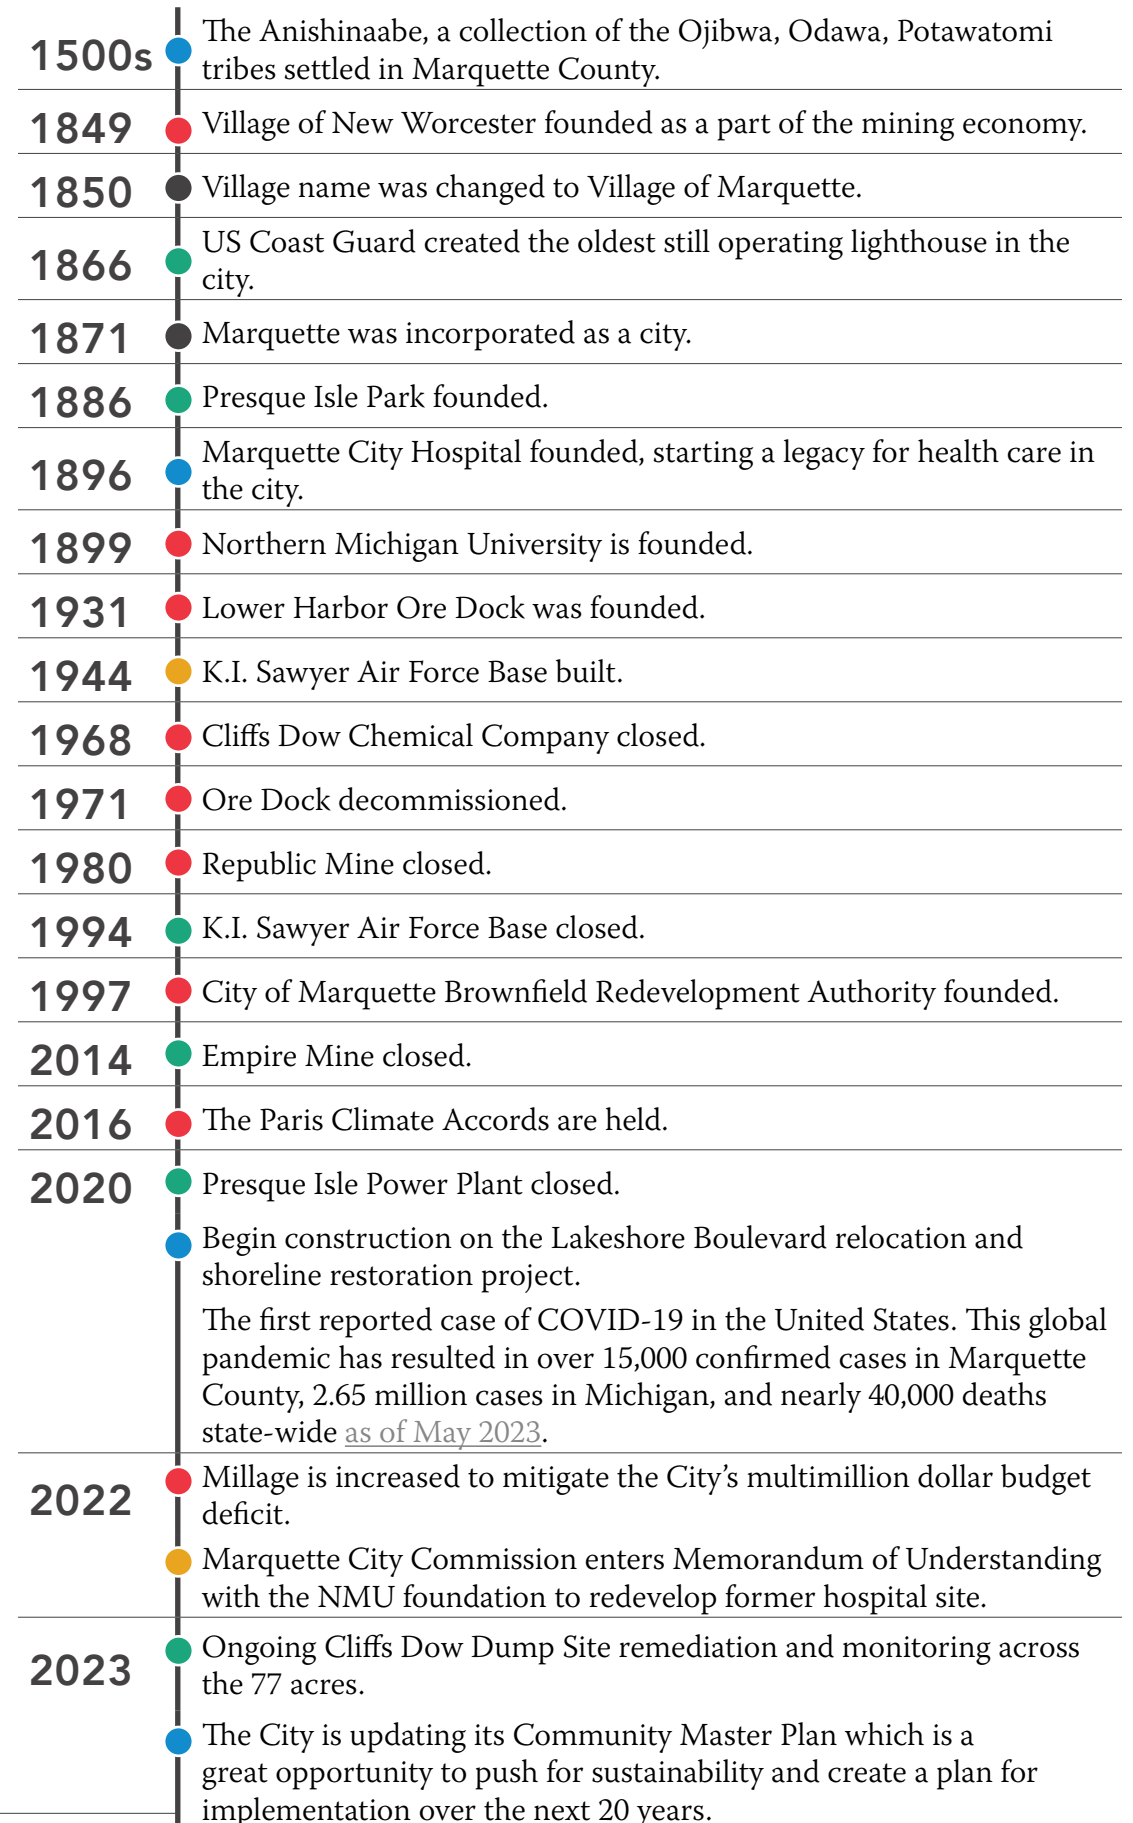 1500s
The Anishinaabe, a collection of the Ojibwa, Odawa, Potawatomi
tribes settled in Marquette County.
1849
Village of New Worcester founded as a part of the mining economy.
1850
Village name was changed to Village of Marquette.
1866
US Coast Guard created the oldest still operating lighthouse in the
city.
1871
Marquette was incorporated as a city.
1886
Presque Isle Park founded.
1896
Marquette City Hospital founded, starting a legacy for health care in
the city.
1899
Northern Michigan University is founded.
1931
Lower Harbor Ore Dock was founded.
1944
K.I. Sawyer Air Force Base built.
1968
Cliffs Dow Chemical Company closed.
1971
Ore Dock decommissioned.
1980
Republic Mine closed.
1994
K.I. Sawyer Air Force Base closed.
1997
City of Marquette Brownfield Redevelopment Authority founded.
2014
Empire Mine closed.
2016
The Paris Climate Accords are held.
2020
Presque Isle Power Plant closed.
Begin construction on the Lakeshore Boulevard relocation and
shoreline restoration project.
The first reported case of COVID-19 in the United States. This global
pandemic has resulted in over 15,000 confirmed cases in Marquette
County, 2.65 million cases in Michigan, and nearly 40,000 deaths
state-wide as of May 2023.
2022
Millage is increased to mitigate the City's multimillion dollar budget
deficit.
Marquette City Commission enters Memorandum of Understanding
with the NMU foundation to redevelop former hospital site.
2023
Ongoing Cliffs Dow Dump Site remediation and monitoring across
the 77 acres.
The City is updating its Community Master Plan which is a
great opportunity to push for sustainability and create a plan for
implementation over the next 20 years.